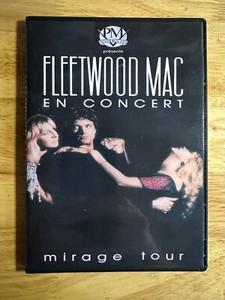 PM
présente
FLEETWOOD MAC
EN CONCERT
mirage tour